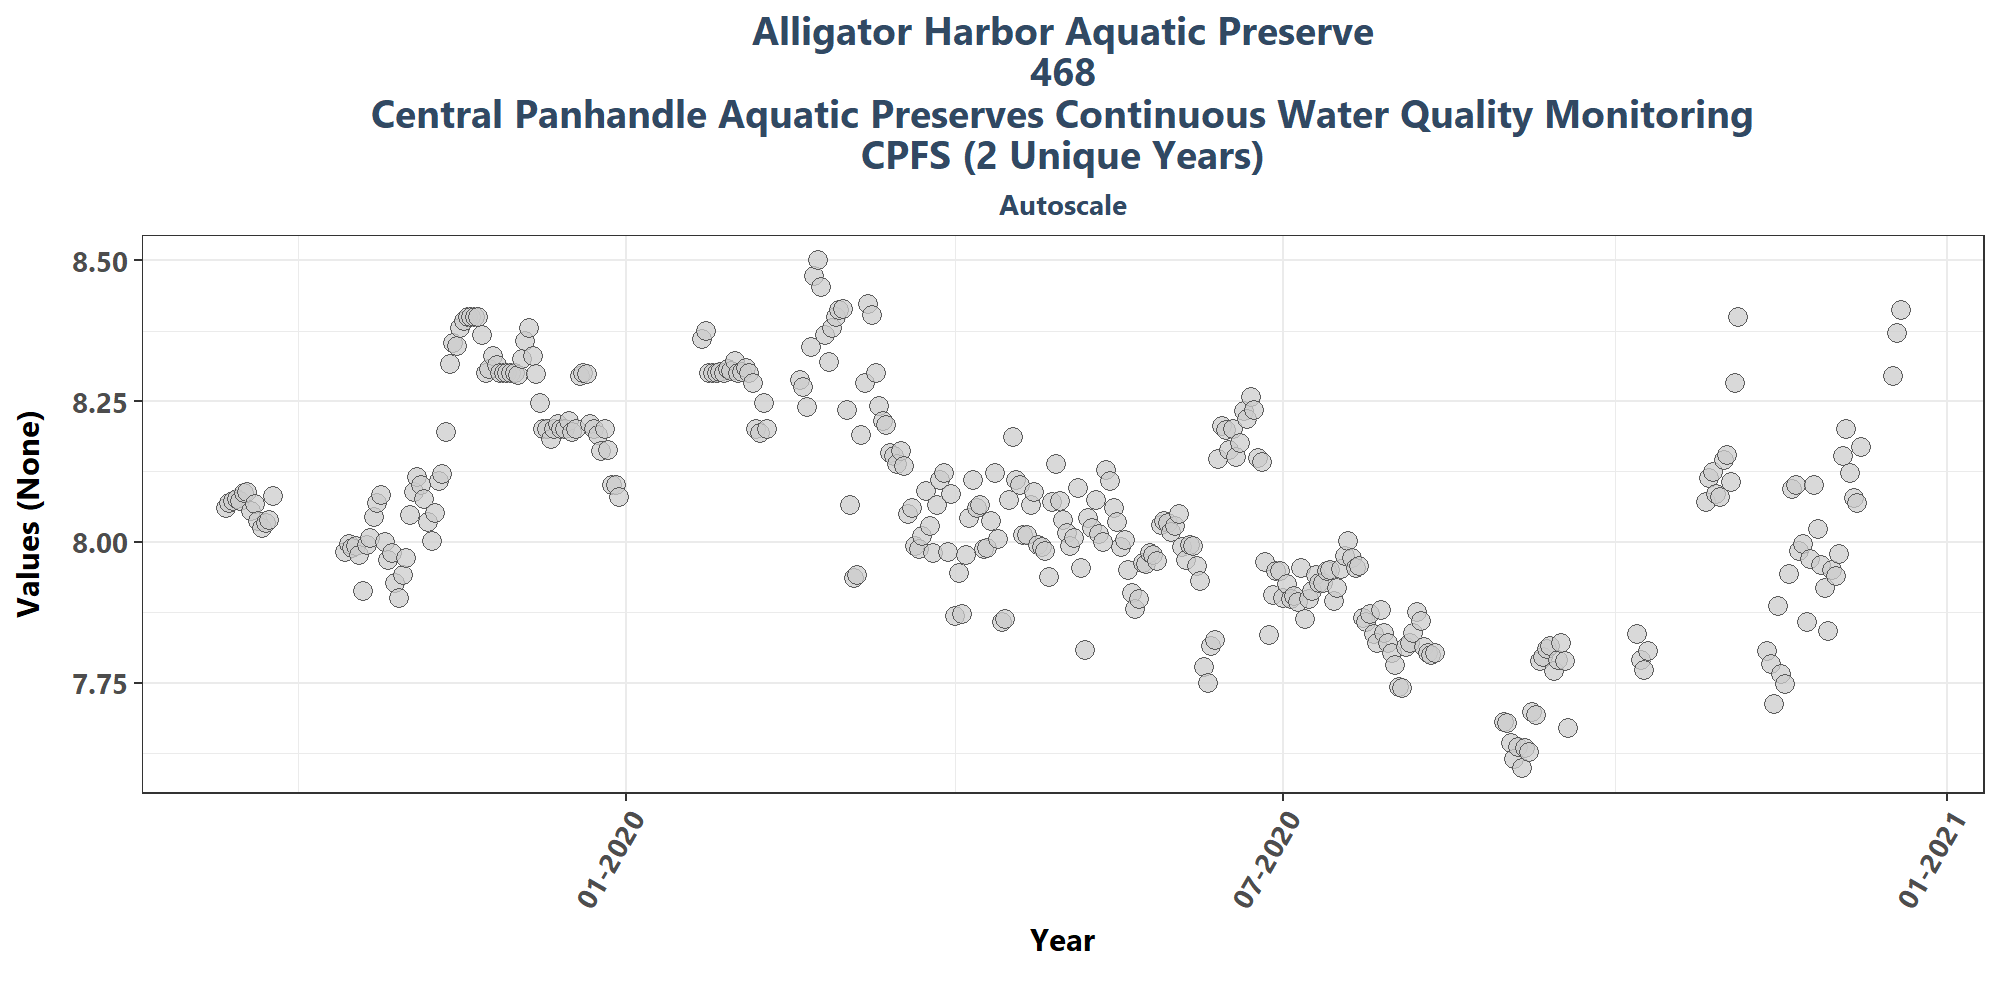 Alligator Harbor Aquatic Preserve
468
Central Panhandle Aquatic Preserves Continuous Water Quality Monitoring
CPFS (2 Unique Years)
Autoscale
Values (None)
8.50
8.25
8.00
7.75
01-2020
07-2020
01-2021
Year